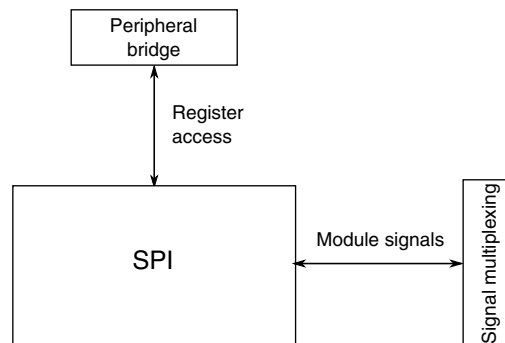 Peripheral
bridge
Register
access
SPI
Module signals
Signal multiplexing